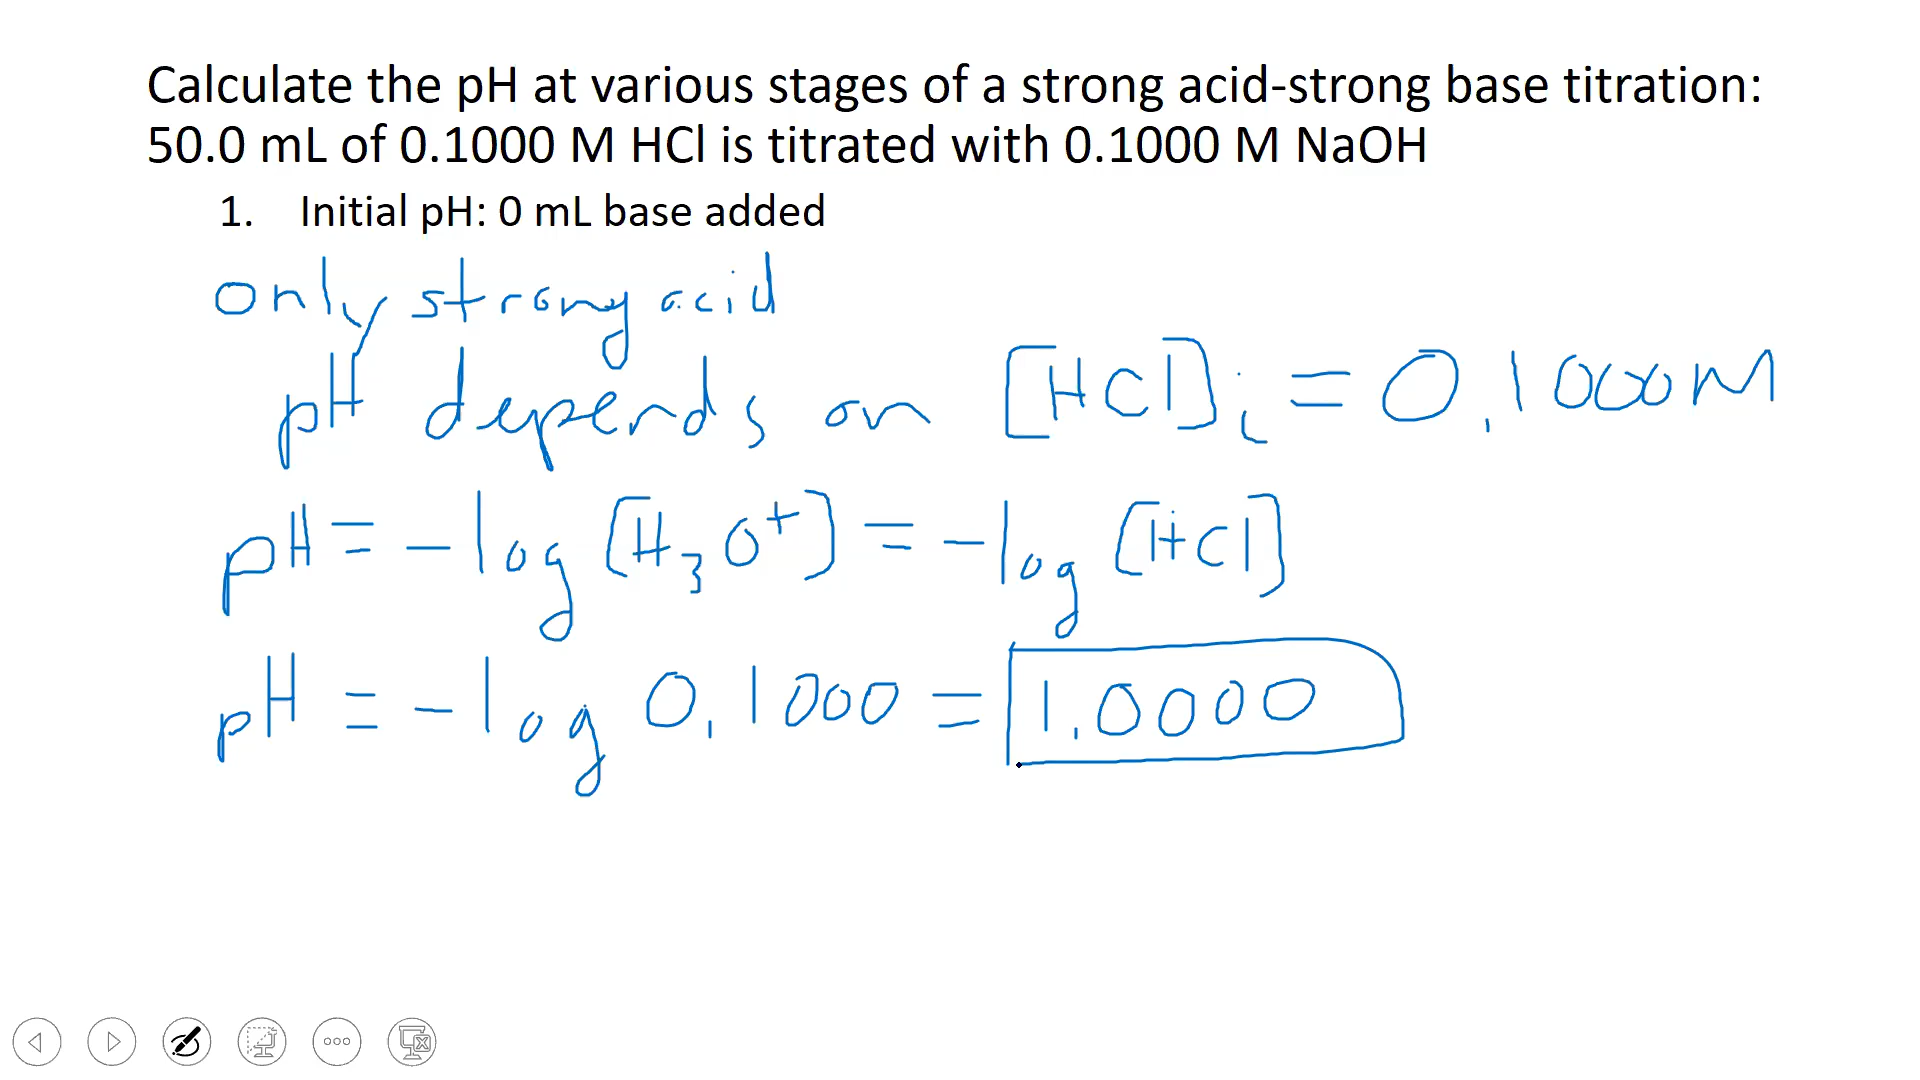 Calculate the pH at various stages of a strong acid-strong base titration:
50.0 mL of 0.1000 M HCl is titrated with 0.1000 M NaOH
1. Initial pH: 0 mL base added
only strong acid
pH depends on [HCl]i = 0.1000 M
pH = -log [H3O+] = -log [HCl]
pH = -log 0.1000 = 1.0000